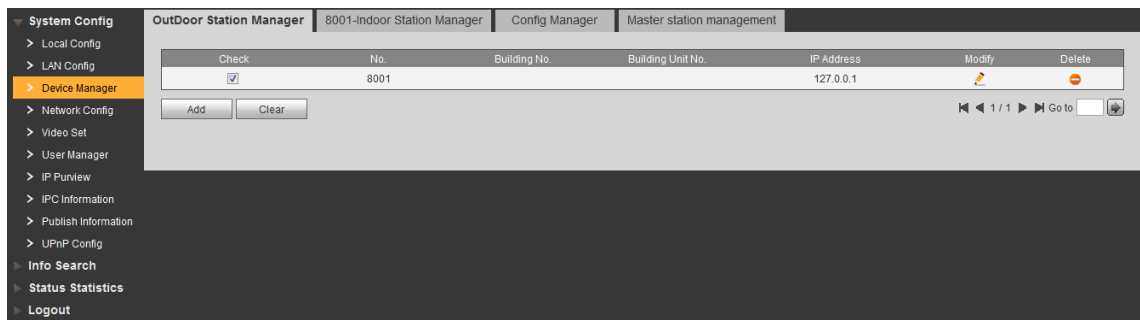 System Config
Local Config
LAN Config
Device Manager
Network Config
Video Set
User Manager
IP Purview
IPC Information
Publish Information
UPnP Config
Info Search
Status Statistics
Logout
OutDoor Station Manager 8001-Indoor Station Manager Config Manager Master station management
Check No. Building No. Building Unit No. IP Address Modify Delete
8001 127.0.0.1
Add Clear 1 / 1 Go to